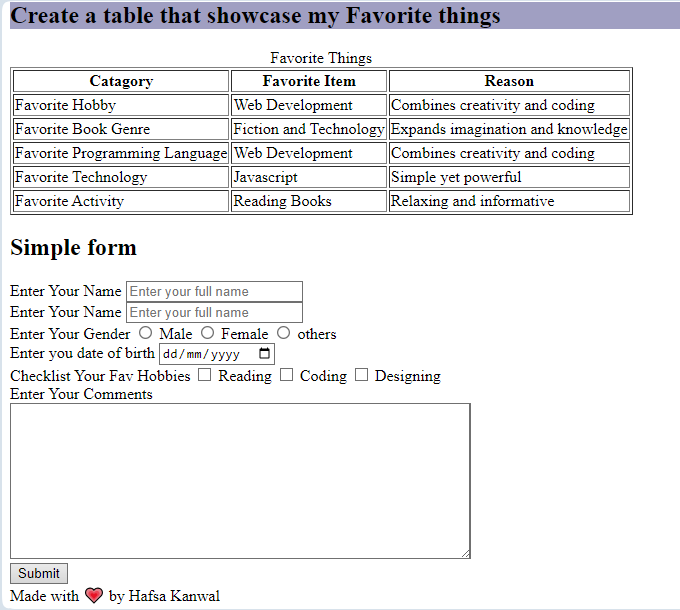 Create a table that showcase my Favorite things
Favorite Things
Catagory Favorite Item Reason
Favorite Hobby Web Development Combines creativity and coding
Favorite Book Genre Fiction and Technology Expands imagination and knowledge
Favorite Programming Language Web Development Combines creativity and coding
Favorite Technology Javascript Simple yet powerful
Favorite Activity Reading Books Relaxing and informative
Simple form
Enter Your Name Enter your full name
Enter Your Name Enter your full name
Enter Your Gender Male Female others
Enter you date of birth dd/mm/yyyy
Checklist Your Fav Hobbies Reading Coding Designing
Enter Your Comments
Submit
Made with ❤ by Hafsa Kanwal